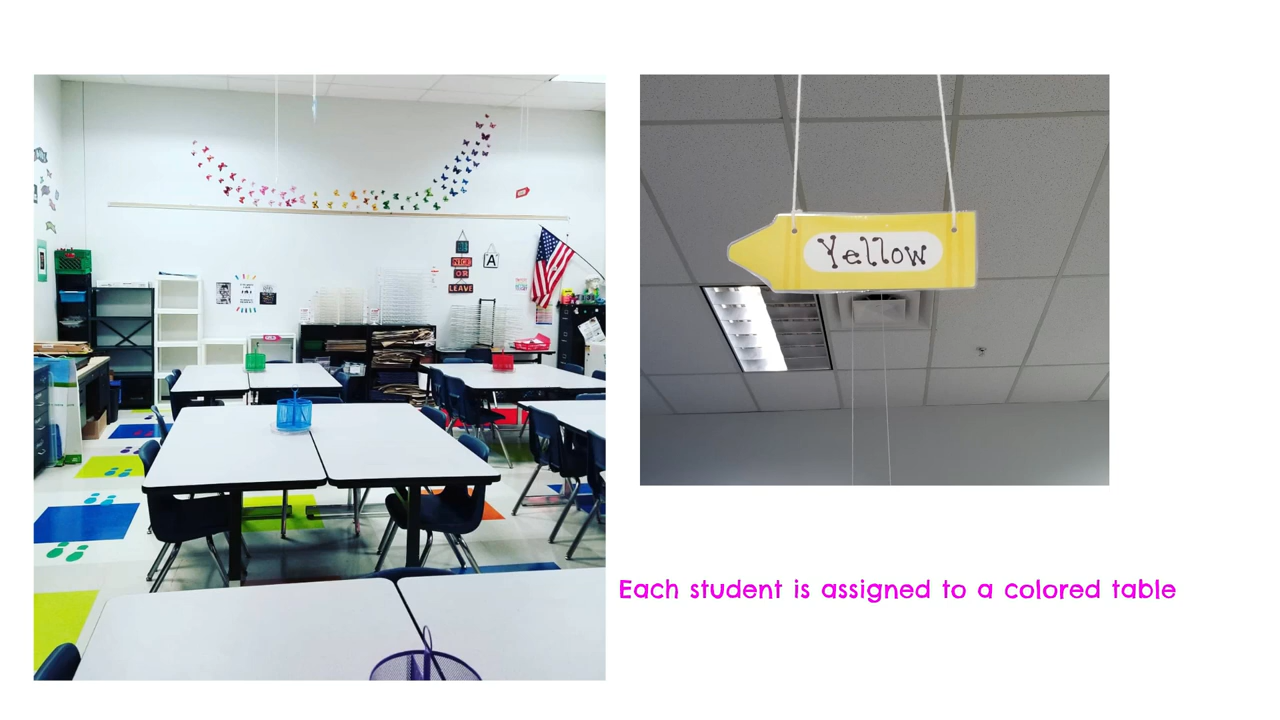 NICE
OR
LEAVE
A
Yellow
Each student is assigned to a colored table